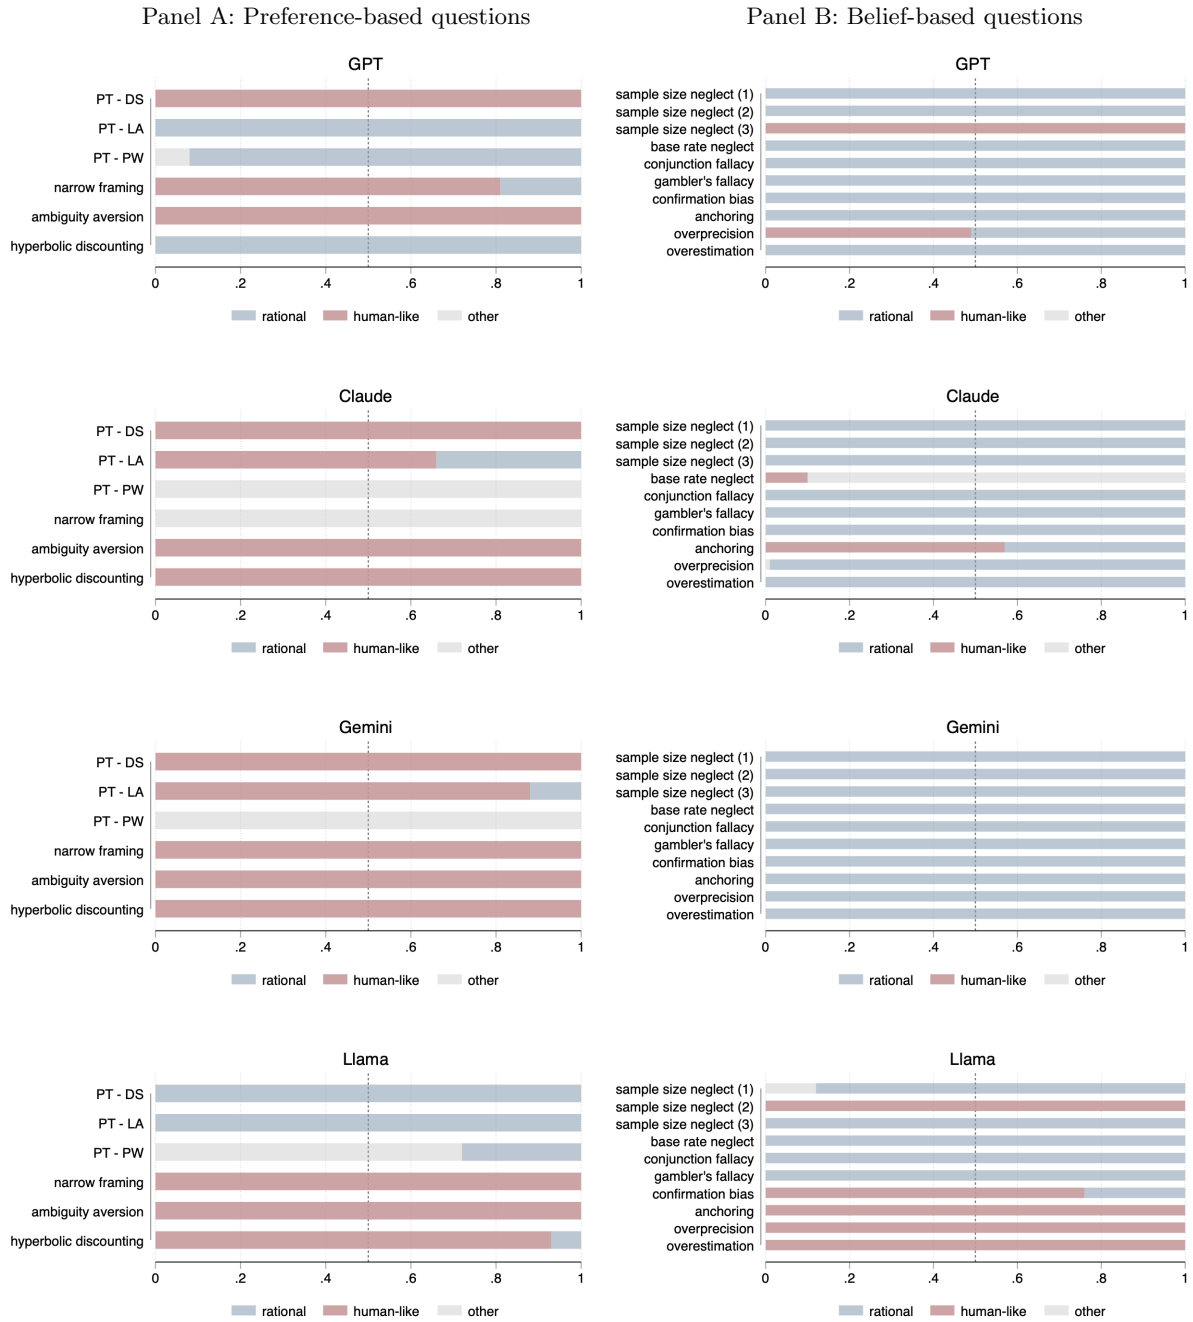 Panel A: Preference-based questions
Panel B: Belief-based questions
GPT
PT - DS
PT - LA
PT - PW
narrow framing
ambiguity aversion
hyperbolic discounting
0 .2 .4 .6 .8 1
rational human-like other
GPT
sample size neglect (1)
sample size neglect (2)
sample size neglect (3)
base rate neglect
conjunction fallacy
gambler's fallacy
confirmation bias
anchoring
overprecision
overestimation
0 .2 .4 .6 .8 1
rational human-like other
Claude
PT - DS
PT - LA
PT - PW
narrow framing
ambiguity aversion
hyperbolic discounting
0 .2 .4 .6 .8 1
rational human-like other
Claude
sample size neglect (1)
sample size neglect (2)
sample size neglect (3)
base rate neglect
conjunction fallacy
gambler's fallacy
confirmation bias
anchoring
overprecision
overestimation
0 .2 .4 .6 .8 1
rational human-like other
Gemini
PT - DS
PT - LA
PT - PW
narrow framing
ambiguity aversion
hyperbolic discounting
0 .2 .4 .6 .8 1
rational human-like other
Gemini
sample size neglect (1)
sample size neglect (2)
sample size neglect (3)
base rate neglect
conjunction fallacy
gambler's fallacy
confirmation bias
anchoring
overprecision
overestimation
0 .2 .4 .6 .8 1
rational human-like other
Llama
PT - DS
PT - LA
PT - PW
narrow framing
ambiguity aversion
hyperbolic discounting
0 .2 .4 .6 .8 1
rational human-like other
Llama
sample size neglect (1)
sample size neglect (2)
sample size neglect (3)
base rate neglect
conjunction fallacy
gambler's fallacy
confirmation bias
anchoring
overprecision
overestimation
0 .2 .4 .6 .8 1
rational human-like other